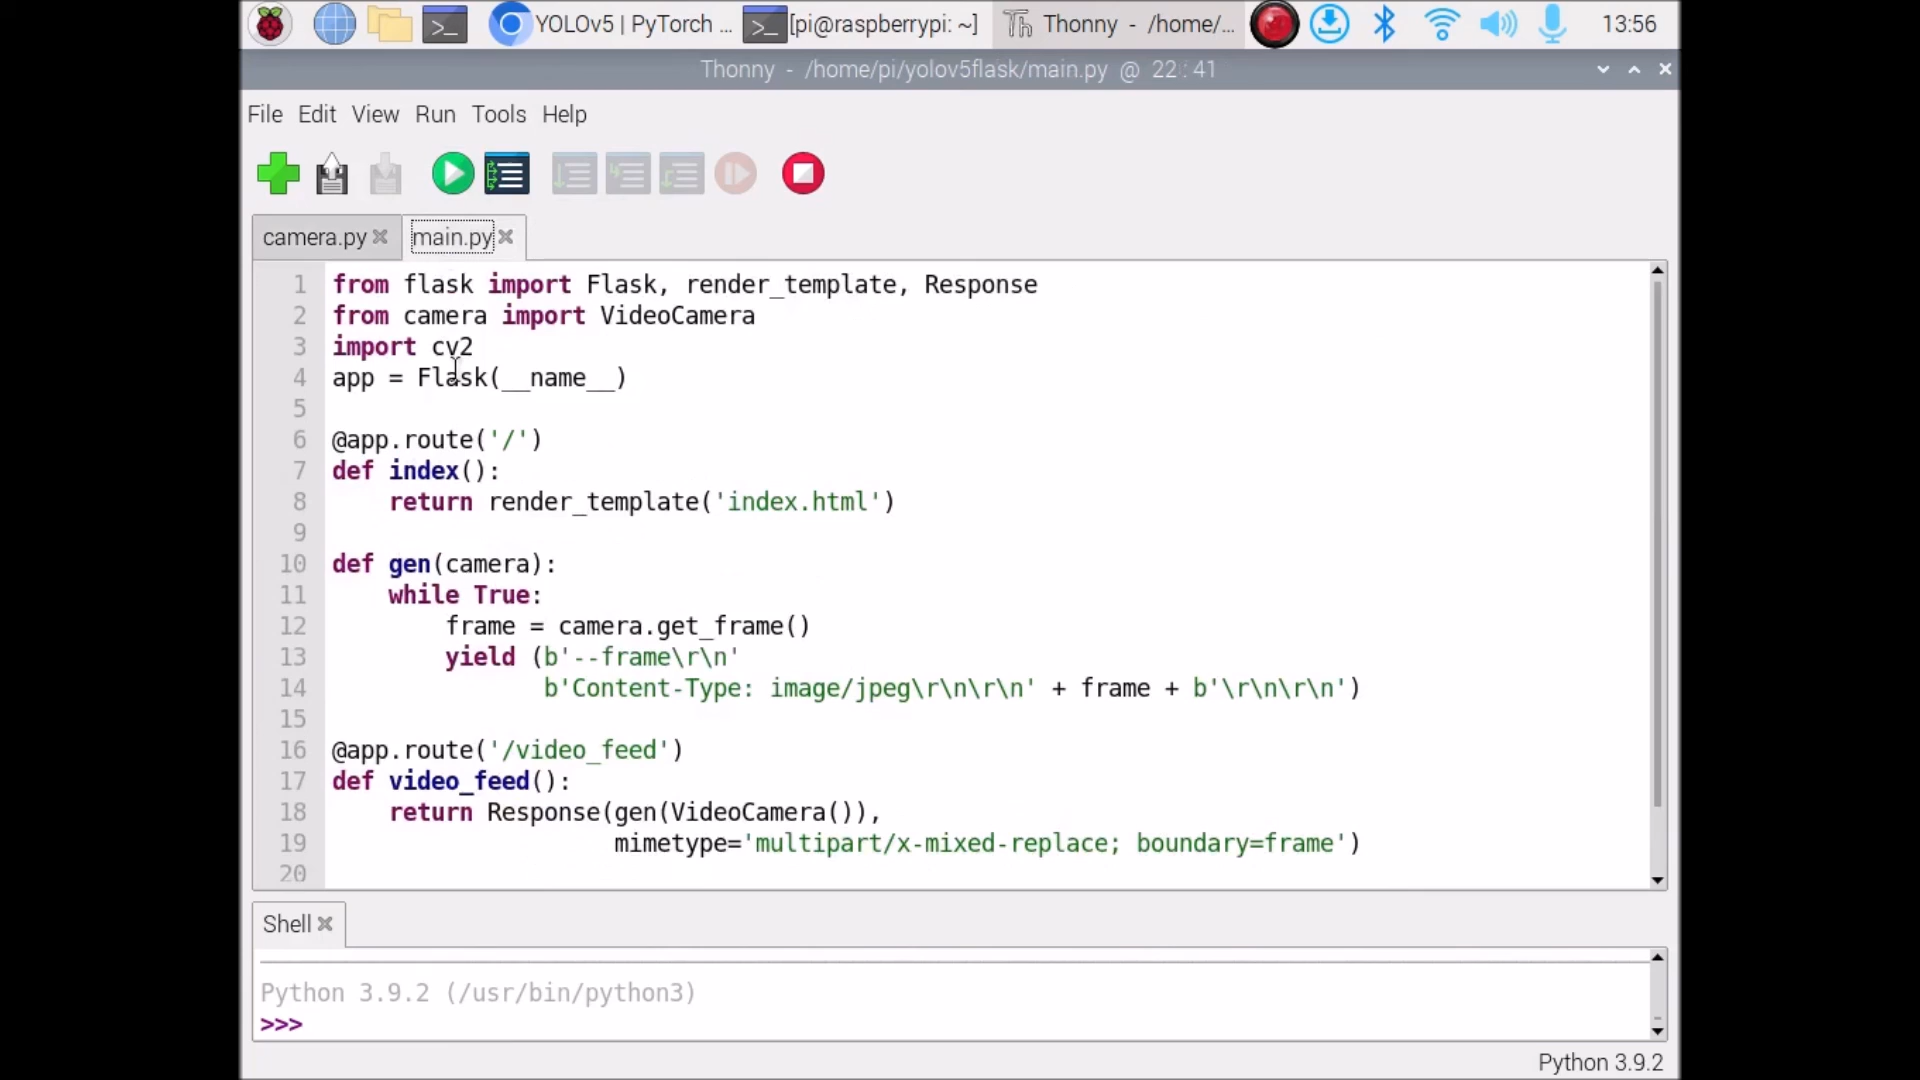 YOLOv5 | PyTorch ...
[pi@raspberrypi: ~]
Th Thonny - /home/...
13:56
Thonny - /home/pi/yolov5flask/main.py @ 22 : 41
File Edit View Run Tools Help
camera.py
main.py
1 from flask import Flask, render_template, Response
2 from camera import VideoCamera
3 import cv2
4 app = Flask(__name__)
5
6 @app.route('/')
7 def index():
8     return render_template('index.html')
9
10 def gen(camera):
11     while True:
12         frame = camera.get_frame()
13         yield (b'--frame\r\n'
14                b'Content-Type: image/jpeg\r\n\r\n' + frame + b'\r\n\r\n')
15
16 @app.route('/video_feed')
17 def video_feed():
18     return Response(gen(VideoCamera()),
19                     mimetype='multipart/x-mixed-replace; boundary=frame')
20
Shell
Python 3.9.2 (/usr/bin/python3)
>>>
Python 3.9.2